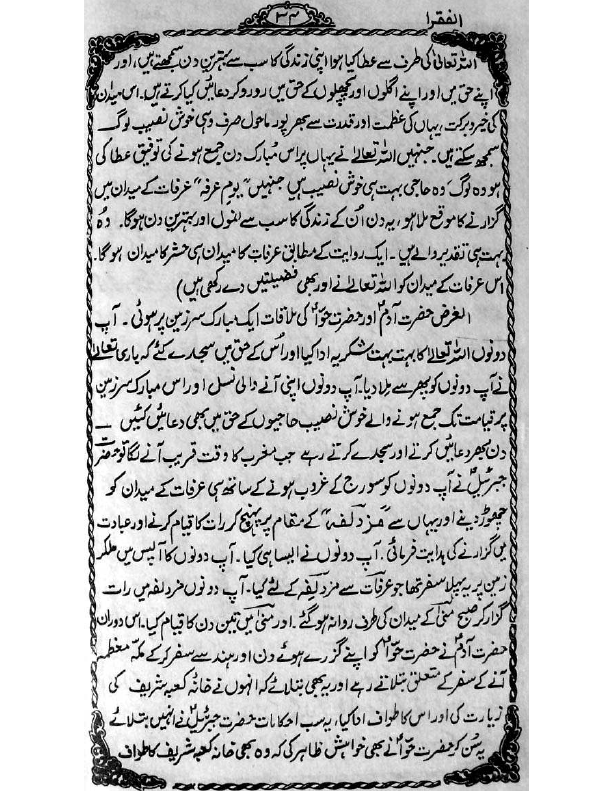 الفقرا ۳۴
اللہ تعالیٰ کی طرف سے عطا کیا ہوا اپنی زندگی کا سب سے بہترین دن سمجھتے ہیں، اور
اپنے حق میں اور اپنے اگلوں اور پچھلوں کے حق میں رو رو کر دعائیں کیا کرتے ہیں۔ اس میدان
کی خیر و برکت، یہاں کی عظمت اور قدرت سے بھرپور ماحول صرف وہی خوش نصیب لوگ
سمجھ سکتے ہیں۔ جنہیں اللہ تعالےٰ نے یہاں پر اس مبارک دن جمع ہونے کی توفیق عطا کی
ہو وہ لوگ، وہ حاجی بہت ہی خوش نصیب ہیں جنہیں "یوم عرفہ" عرفات کے میدان میں
گزارنے کا موقع ملا ہو، یہ دن اُن کے زندگی کا سب سے انمول اور بہترین دن ہوگا۔ وُہ
بہت ہی تقدیر والے ہیں۔ ایک روایت کے مطابق عرفات کا میدان ہی حشر کا میدان ہوگا۔
اس عرفات کے میدان کو اللہ تعالےٰ نے اور بھی فضیلتیں دے رکھی ہیں)
الغرض حضرت آدمؑ اور حضرت حوّاؑ کی ملاقات ایک مبارک سرزمین پر ہوئی۔ آپ
دونوں اللہ تعالےٰ کا بہت بہت شکریہ ادا کیا اور اُس کے حق میں سجدے کئے کہ باری تعالےٰ
نے آپ دونوں کو پھر سے ملا دیا۔ آپ دونوں اپنی آنے والی نسل اور اس مبارک سرزمین
پر قیامت تک جمع ہونے والے خوش نصیب حاجیوں کے حق میں بھی دعائیں کئیں۔
دن بھر دعائیں کرتے اور سجدے کرتے رہے جب مغرب کا وقت قریب آنے لگا تو حضرت
جبرئیلؑ نے آپ دونوں کو سورج کے غروب ہونے کے ساتھ ہی عرفات کے میدان کو
چھوڑ دینے اور یہاں سے "مزدلفہ" کے مقام پر پہنچ کر رات کا قیام کرنے اور عبادت
میں گزارنے کی ہدایت فرمائی۔ آپ دونوں نے ایسا ہی کیا۔ آپ دونوں کا آپس میں ملکر
زمین پر یہ پہلا سفر تھا جو عرفات سے مزدلفہ کے لئے کیا۔ آپ دونوں مزدلفہ میں رات
گزار کر صبح منیٰ کے میدان کی طرف روانہ ہو گئے۔ اور منیٰ میں تین دن کا قیام کیا۔ اس دوران
حضرت آدمؑ نے حضرت حوّاؑ کو اپنے گزرے ہوئے دن اور ہند سے سفر کر کے مکہ معظمہ
آنے کے سفر کے متعلق بتلاتے رہے اور یہ بھی بتلائے کہ انہوں نے خانۂ کعبہ شریف کی
زیارت کی اور اس کا طواف ادا کیا، یہ سب احکامات حضرت جبرئیلؑ نے انہیں بتلائے
یہ سُن کر حضرت حوّاؑ نے بھی خواہش ظاہر کی کہ وہ بھی خانہ کعبہ شریف کا طواف